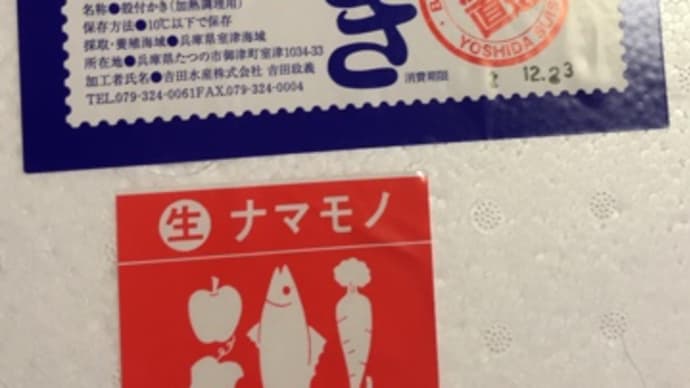 名称●殻付かき(加熱調理用)
保存方法●10℃以下で保存
採取・養殖海域●兵庫県室津海域
所在地●兵庫県たつの市御津町室津1034-33
加工者氏名●吉田水産株式会社 吉田政義
TEL.079-324-0061FAX.079-324-0004
き
消費期限
12.23
直
YOSHIDA SUIS
生 ナマモノ